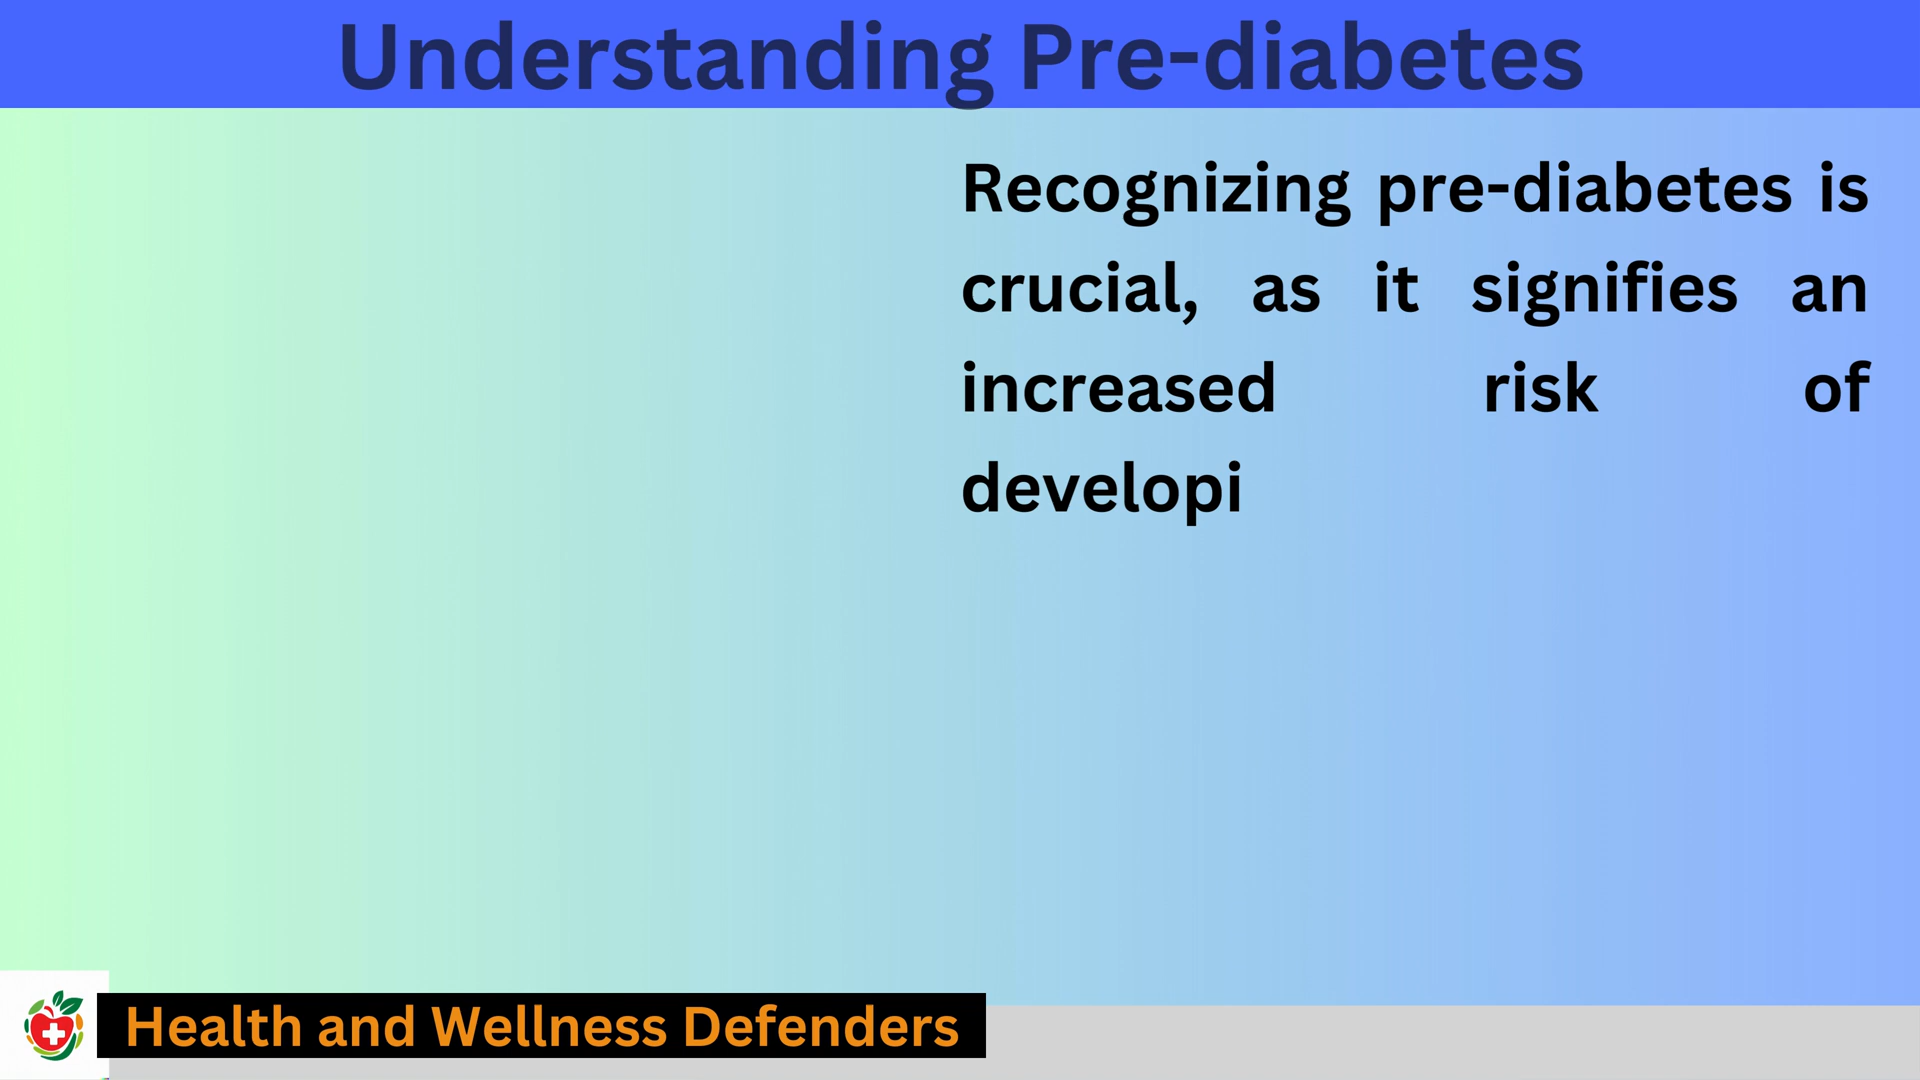 Understanding Pre-diabetes
Recognizing pre-diabetes is
crucial, as it signifies an
increased risk of
developi
Health and Wellness Defenders